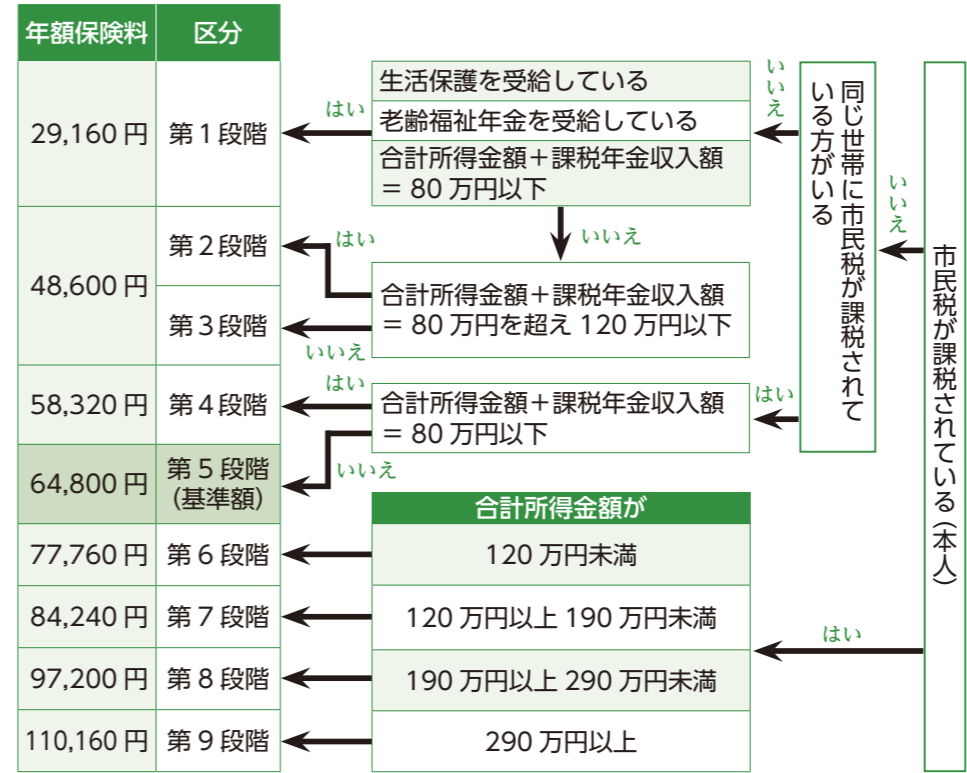 年額保険料 区分
29,160 円 第１段階
48,600 円 第２段階
第３段階
58,320 円 第４段階
64,800 円 第５段階
（基準額）
77,760 円 第６段階
84,240 円 第７段階
97,200 円 第８段階
110,160 円 第９段階
はい
生活保護を受給している
老齢福祉年金を受給している
合計所得金額＋課税年金収入額
＝ 80 万円以下
いいえ
はい
合計所得金額＋課税年金収入額
＝ 80 万円を超え 120 万円以下
いいえ
はい
合計所得金額＋課税年金収入額
＝ 80 万円以下
いいえ
合計所得金額が
120 万円未満
120 万円以上 190 万円未満
190 万円以上 290 万円未満
290 万円以上
いいえ
はい
同じ世帯に市民税が課税されて
いる方がいる
いいえ
はい
市民税が課税されている（本人）